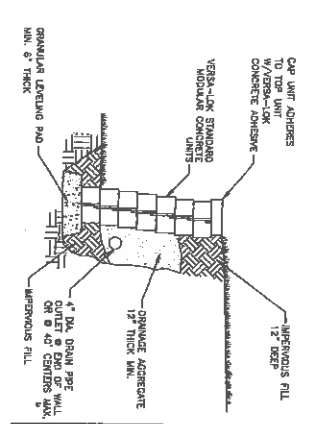 CAP UNIT ADHERES
TO TOP UNIT
W/VERSA-LOK
CONCRETE ADHESIVE
VERSA-LOK STANDARD
MODULAR CONCRETE
UNITS
GRANULAR LEVELING PAD
MIN. 6" THICK
IMPERVIOUS FILL
12" DEEP
DRAINAGE AGGREGATE
12" THICK MIN.
4" DIA. DRAIN PIPE
OUTLET @ END OF WALL
OR @ 40' CENTERS MAX.
IMPERVIOUS FILL